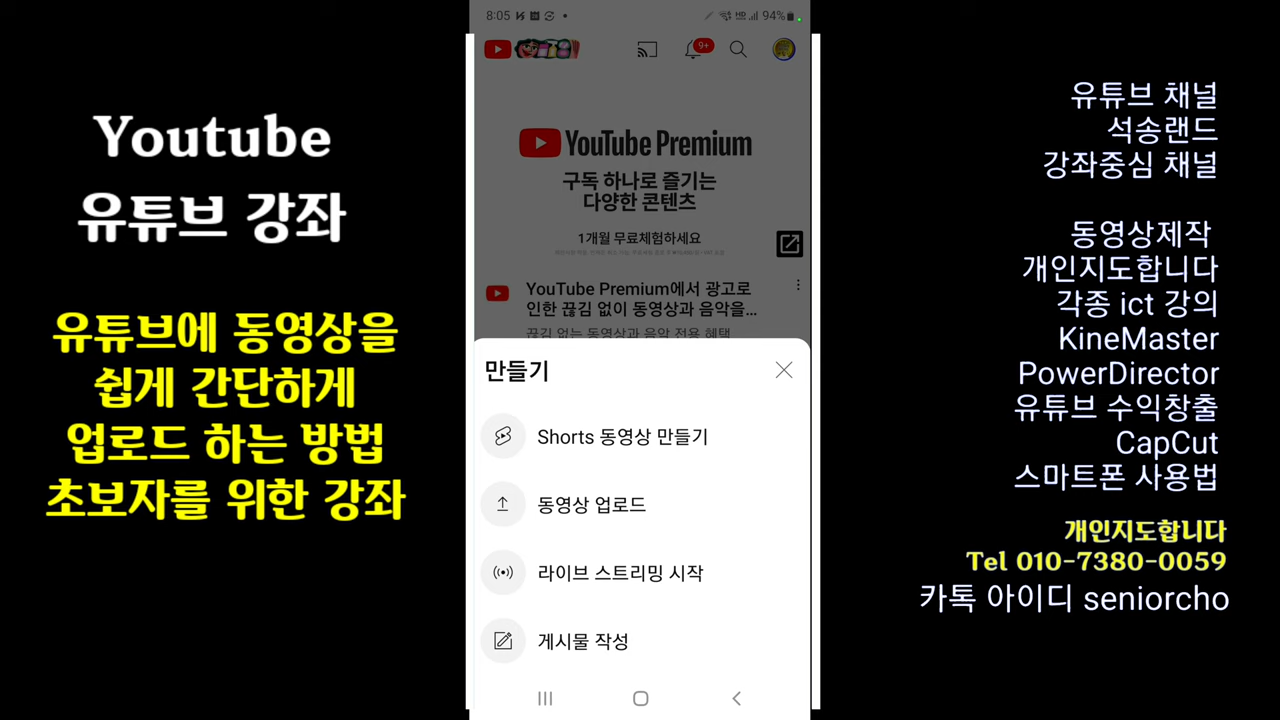 Youtube
유튜브 강좌
유튜브에 동영상을
쉽게 간단하게
업로드 하는 방법
초보자를 위한 강좌
8:05
94%
9+
YouTube Premium
구독 하나로 즐기는
다양한 콘텐츠
1개월 무료체험하세요
YouTube Premium에서 광고로
인한 끊김 없이 동영상과 음악을...
끊김 없는 동영상과 음악 전용 혜택
만들기
Shorts 동영상 만들기
동영상 업로드
라이브 스트리밍 시작
게시물 작성
유튜브 채널
석송랜드
강좌중심 채널
동영상제작
개인지도합니다
각종 ict 강의
KineMaster
PowerDirector
유튜브 수익창출
CapCut
스마트폰 사용법
개인지도합니다
Tel 010-7380-0059
카톡 아이디 seniorcho